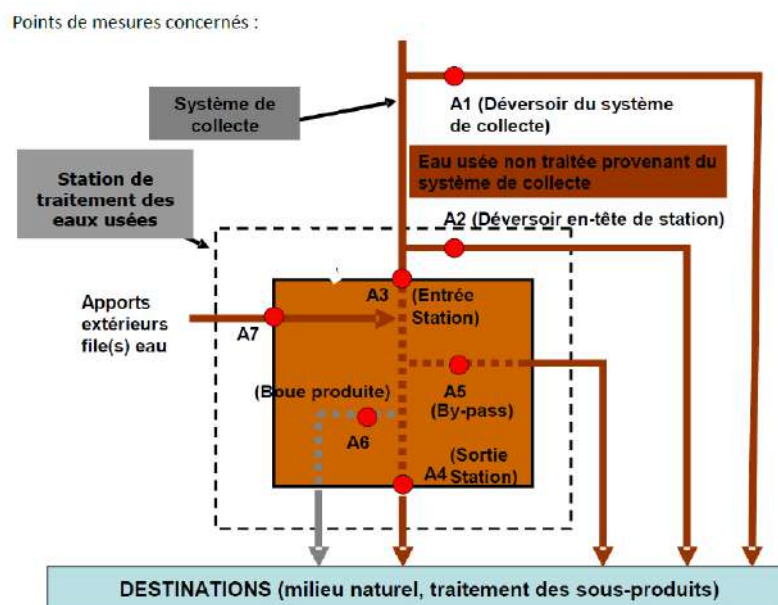 Points de mesures concernés :
Système de
collecte
A1 (Déversoir du système
de collecte)
Eau usée non traitée provenant du
système de collecte
Station de
traitement des
eaux usées
A2 (Déversoir en-tête de station)
A3
(Entrée
Station)
Apports
extérieurs
file(s) eau
A7
(Boue produite)
A5
(By-pass)
A6
(Sortie
Station)
A4
DESTINATIONS (milieu naturel, traitement des sous-produits)